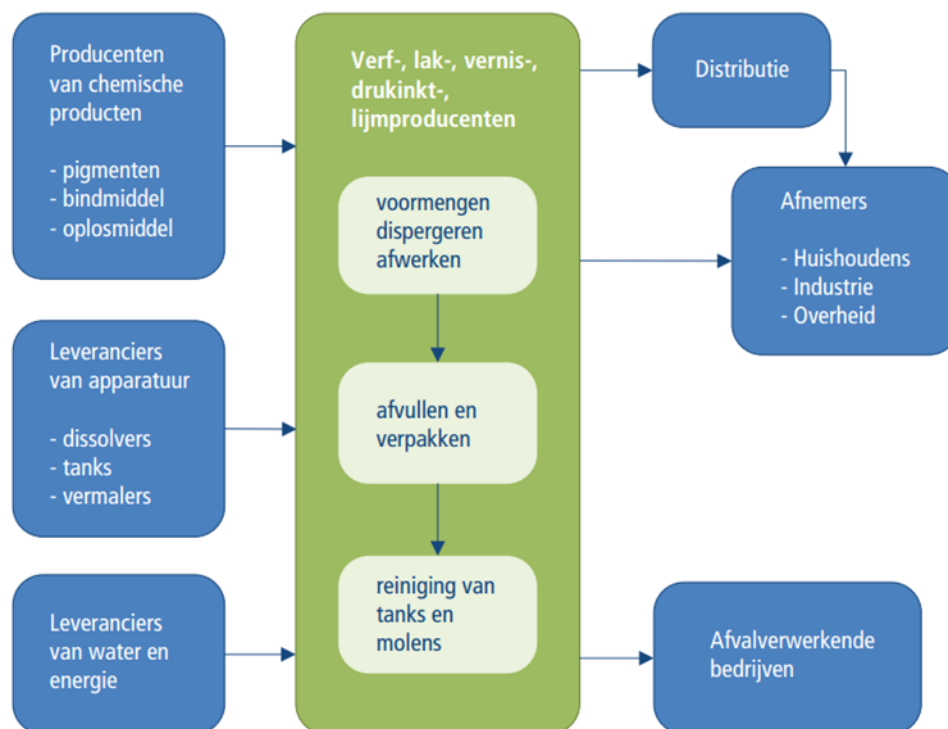 Producenten
van chemische
producten
- pigmenten
- bindmiddel
- oplosmiddel
Leveranciers
van apparatuur
- dissolvers
- tanks
- vermalers
Leveranciers
van water en
energie
Verf-, lak-, vernis-,
drukinkt-,
lijmproducenten
voormengen
dispergeren
afwerken
afvullen en
verpakken
reiniging van
tanks en
molens
Distributie
Afnemers
- Huishoudens
- Industrie
- Overheid
Afvalverwerkende
bedrijven